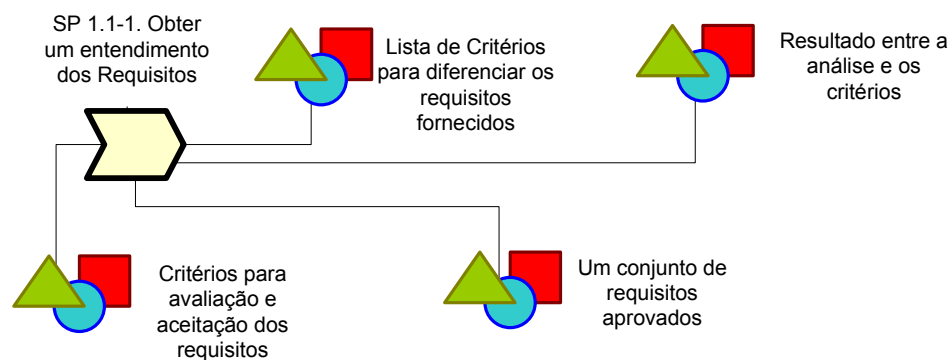 SP 1.1-1. Obter
um entendimento
dos Requisitos
Lista de Critérios
para diferenciar os
requisitos
fornecidos
Resultado entre a
análise e os
critérios
Critérios para
avaliação e
aceitação dos
requisitos
Um conjunto de
requisitos
aprovados